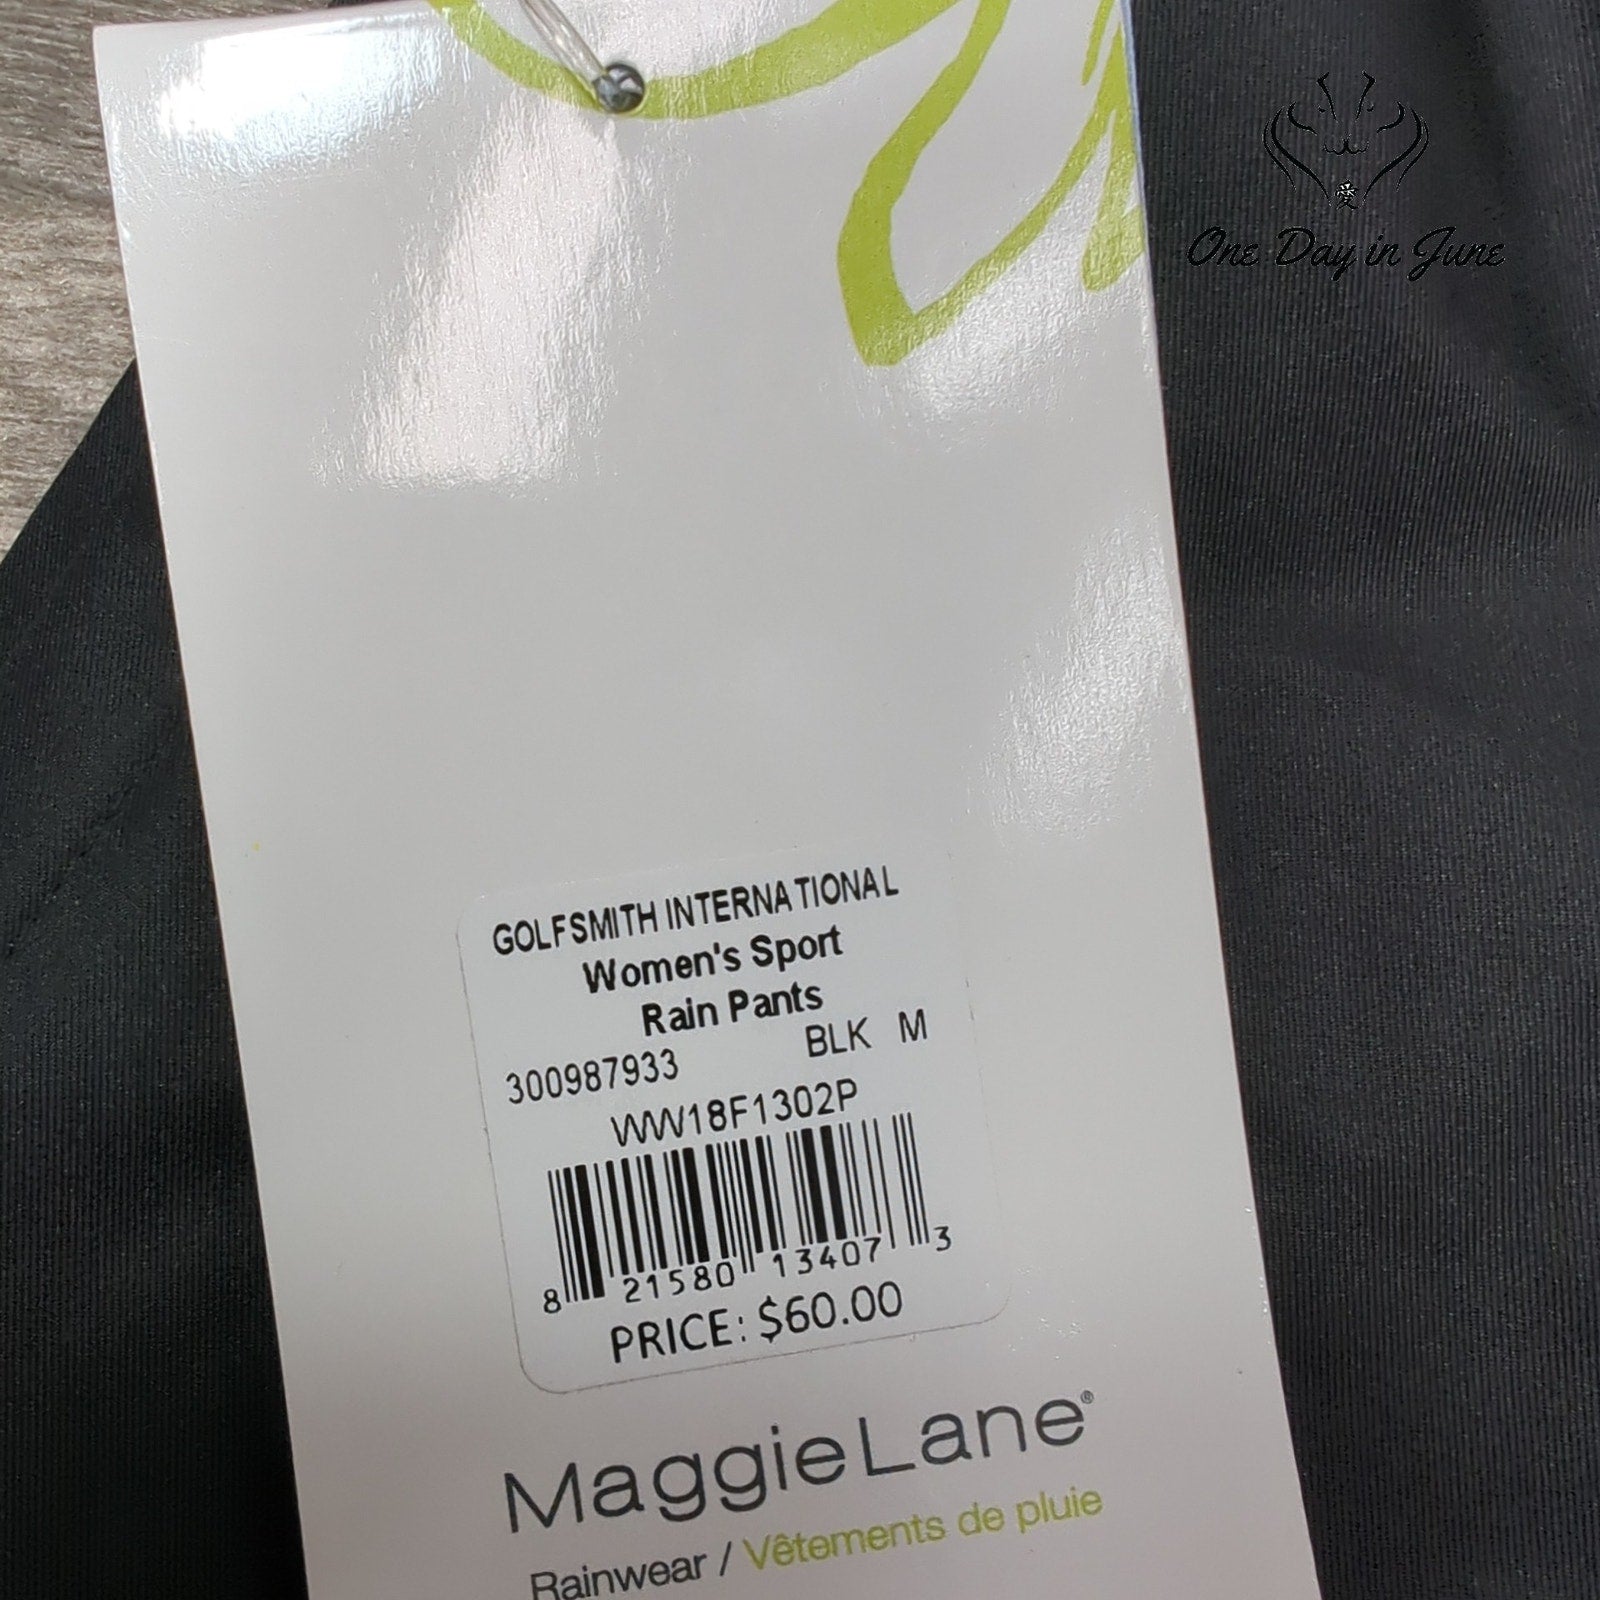 愛
One Day in June
GOLFSMITH INTERNATIONAL
Women's Sport
Rain Pants
300987933 BLK M
WW18F1302P
8 21580 13407 3
PRICE: $60.00
MaggieLane®
Rainwear / Vêtements de pluie